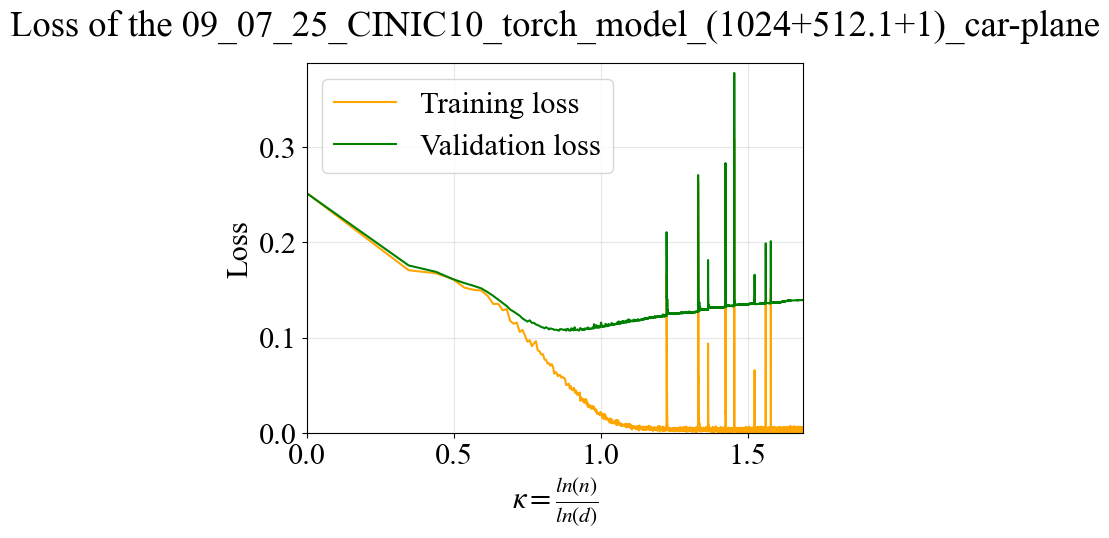 Loss of the 09_07_25_CINIC10_torch_model_(1024+512.1+1)_car-plane
Training loss
Validation loss
Loss
0.3
0.2
0.1
0.0
0.0 0.5 1.0 1.5
κ = ln(n)/ln(d)